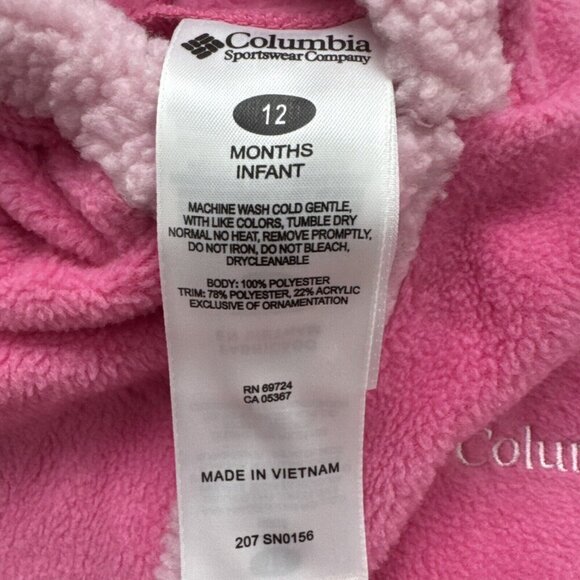 Columbia
Sportswear Company
12
MONTHS
INFANT
MACHINE WASH COLD GENTLE,
WITH LIKE COLORS, TUMBLE DRY
NORMAL NO HEAT, REMOVE PROMPTLY,
DO NOT IRON, DO NOT BLEACH,
DRYCLEANABLE
BODY: 100% POLYESTER
TRIM: 78% POLYESTER, 22% ACRYLIC
EXCLUSIVE OF ORNAMENTATION
RN 69724
CA 05367
MADE IN VIETNAM
207 SN0156
Colu